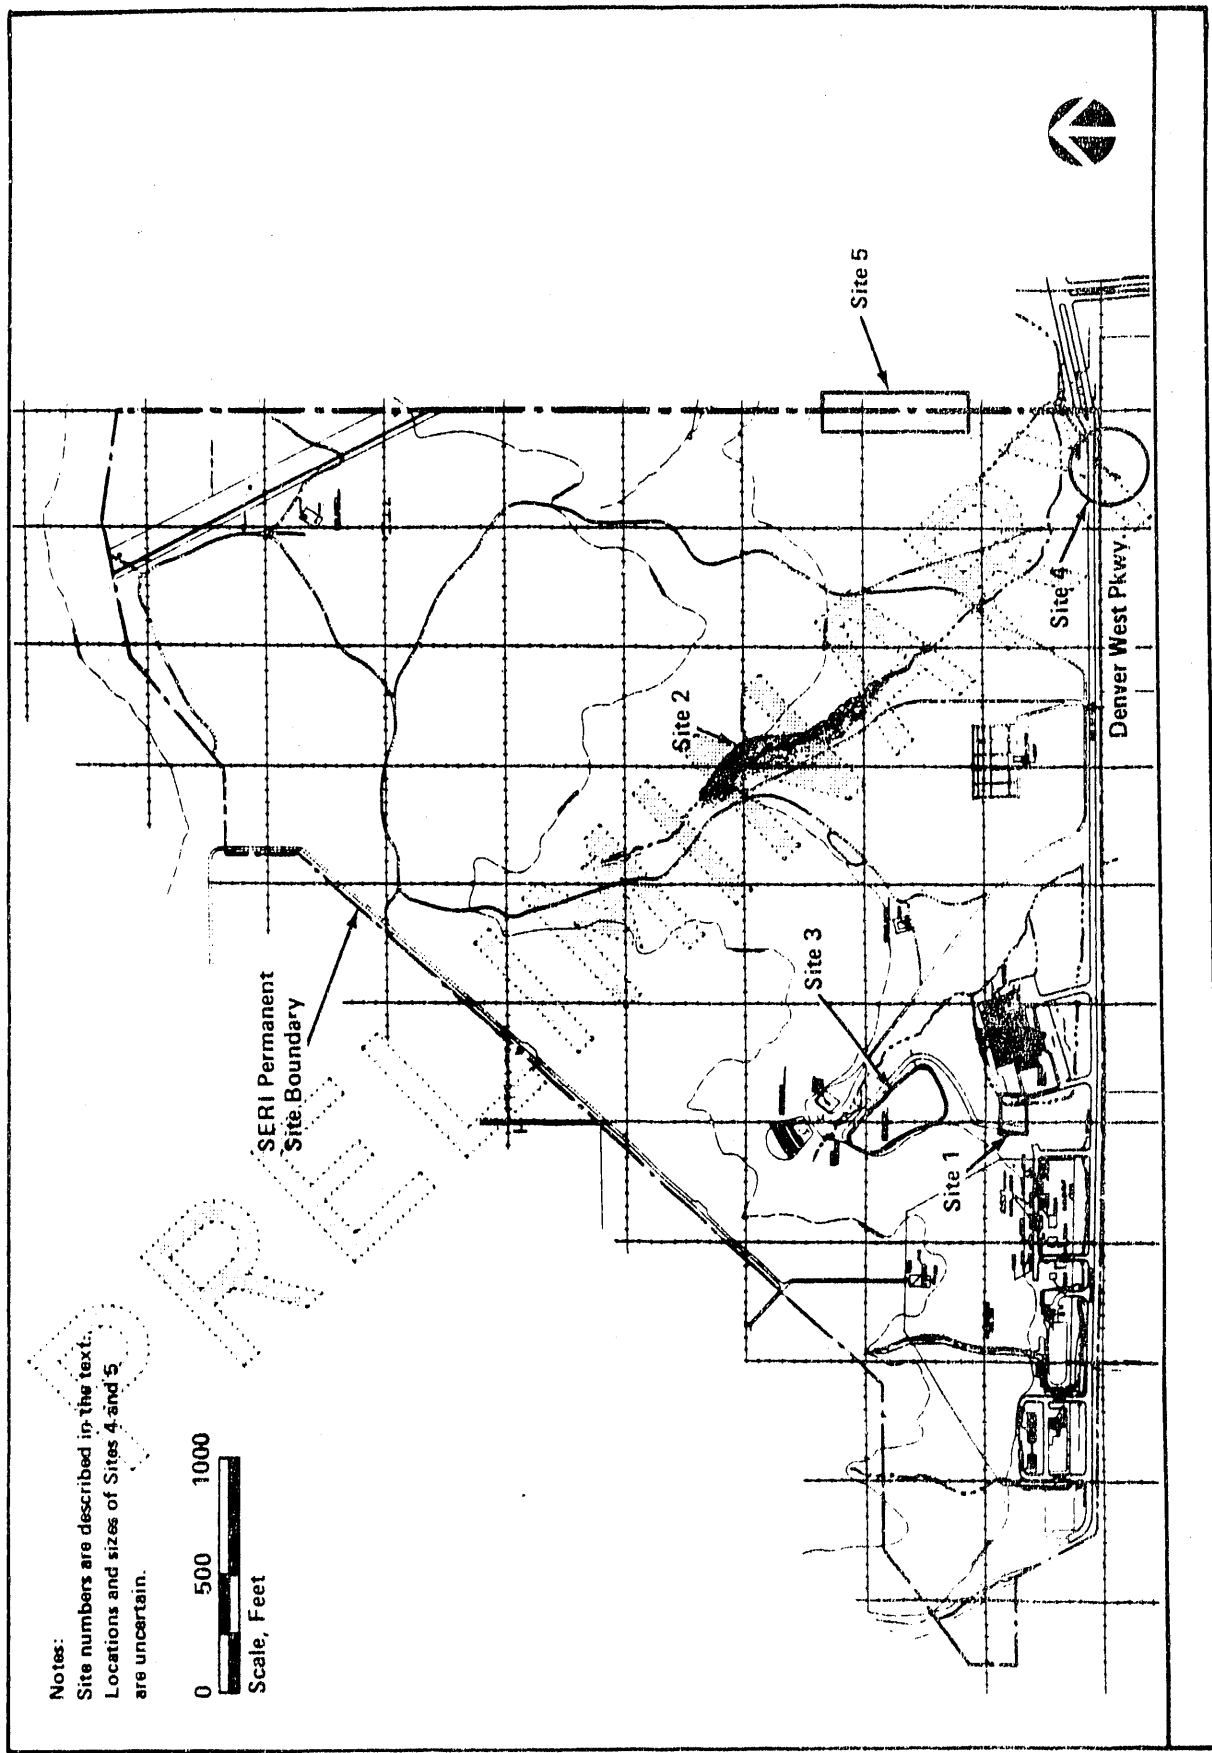 Notes:
Site numbers are described in the text.
Locations and sizes of Sites 4 and 5
are uncertain.
0 500 1000
Scale, Feet
SERI Permanent
Site Boundary
Site 1
Site 2
Site 3
Site 4
Site 5
Denver West Pkwy.